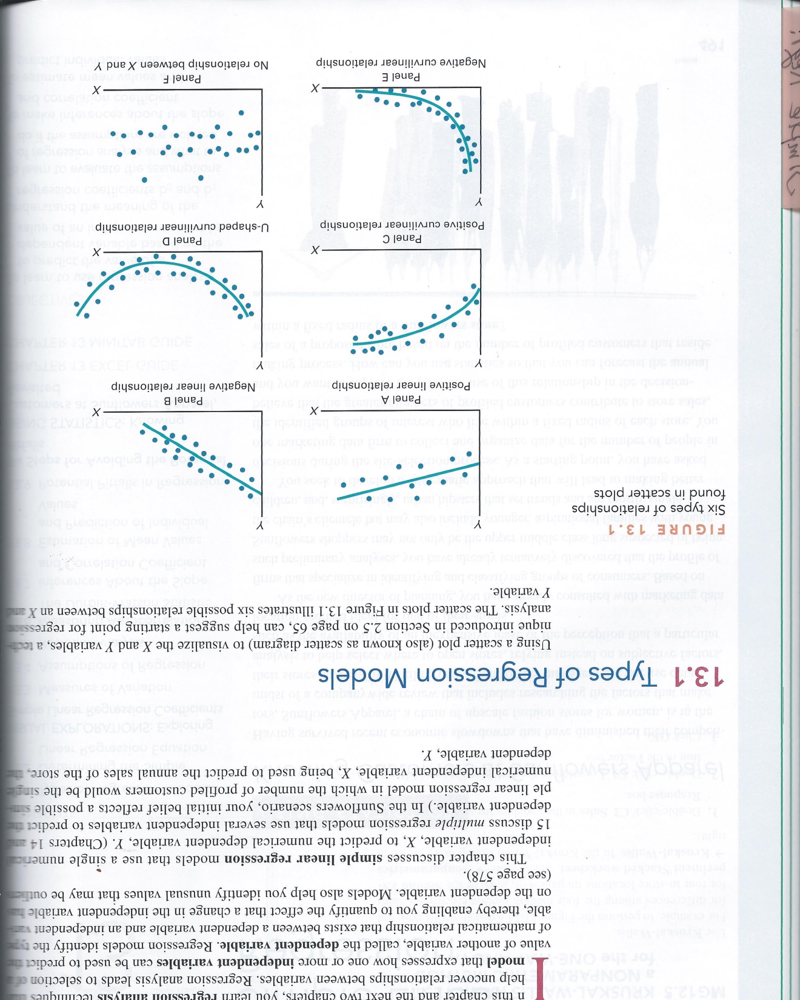 In this chapter and the next two chapters, you learn regression analysis techniques that
help uncover relationships between variables. Regression analysis leads to selection of a
model that expresses how one or more independent variables can be used to predict the
value of another variable, called the dependent variable. Regression models identify the type
of mathematical relationship that exists between a dependent variable and an independent vari-
able, thereby enabling you to quantify the effect that a change in the independent variable has
on the dependent variable. Models also help you identify unusual values that may be outliers
(see page 578).
This chapter discusses simple linear regression models that use a single numerical
independent variable, X, to predict the numerical dependent variable, Y. (Chapters 14 and
15 discuss multiple regression models that use several independent variables to predict the
dependent variable.) In the Sunflowers scenario, your initial belief reflects a possible sim-
ple linear regression model in which the number of profiled customers would be the single
numerical independent variable, X, being used to predict the annual sales of the store, the
dependent variable, Y.
13.1 Types of Regression Models
Using a scatter plot (also known as scatter diagram) to visualize the X and Y variables, a tech-
nique introduced in Section 2.5 on page 65, can help suggest a starting point for regression
analysis. The scatter plots in Figure 13.1 illustrates six possible relationships between an X and
Y variable.
FIGURE 13.1
Six types of relationships
found in scatter plots
Y
X
Panel A
Positive linear relationship
Y
X
Panel B
Negative linear relationship
Y
X
Panel C
Positive curvilinear relationship
Y
X
Panel D
U-shaped curvilinear relationship
Y
X
Panel E
Negative curvilinear relationship
Y
X
Panel F
No relationship between X and Y